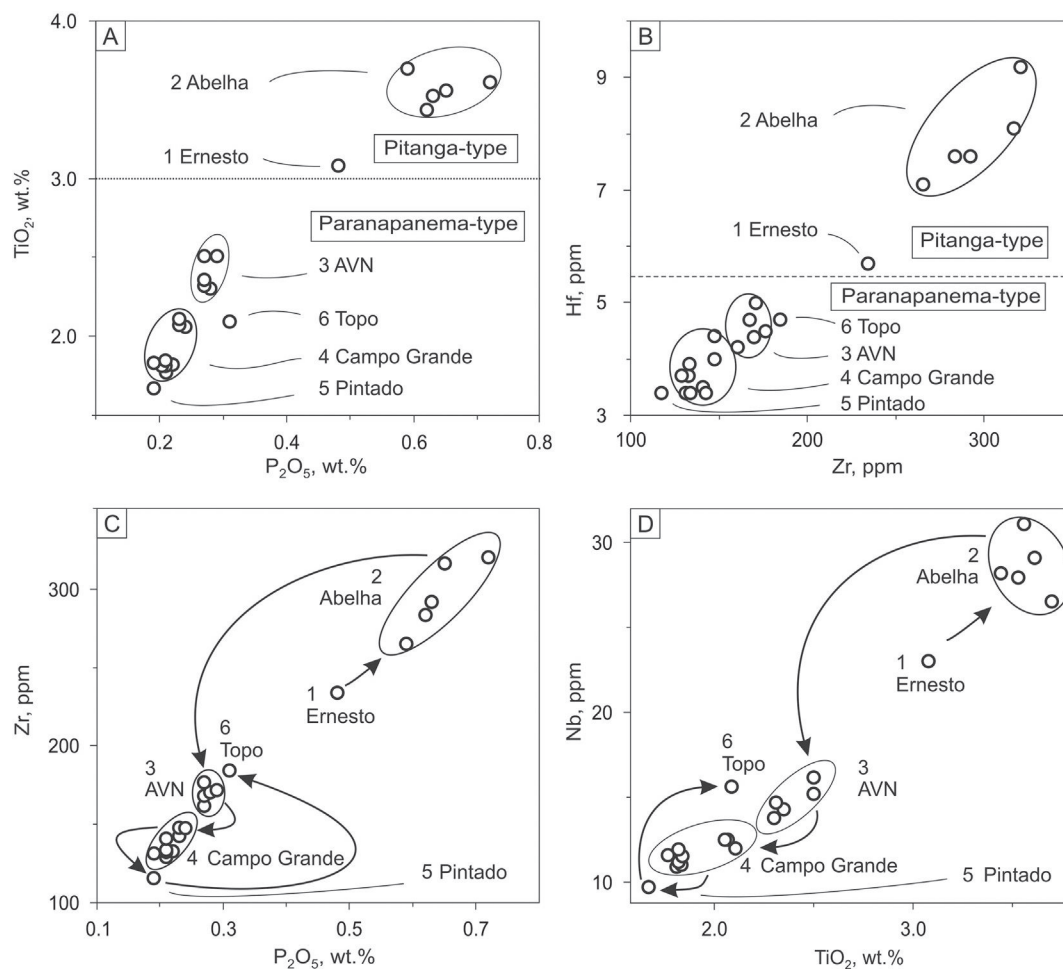 A
4.0
3.0
2.0
TiO₂, wt.%
2 Abelha
Pitanga-type
1 Ernesto
Paranapanema-type
3 AVN
6 Topo
4 Campo Grande
5 Pintado
0.2
0.4
0.6
0.8
P₂O₅, wt.%
B
9
7
5
3
Hf, ppm
2 Abelha
1 Ernesto
Pitanga-type
Paranapanema-type
6 Topo
3 AVN
4 Campo Grande
5 Pintado
100
200
300
Zr, ppm
C
300
200
100
Zr, ppm
2
Abelha
1
Ernesto
6
Topo
3
AVN
4 Campo Grande
5 Pintado
0.1
0.3
0.5
0.7
P₂O₅, wt.%
D
30
20
10
Nb, ppm
2
Abelha
1
Ernesto
6
Topo
3
AVN
4 Campo Grande
5 Pintado
2.0
3.0
TiO₂, wt.%